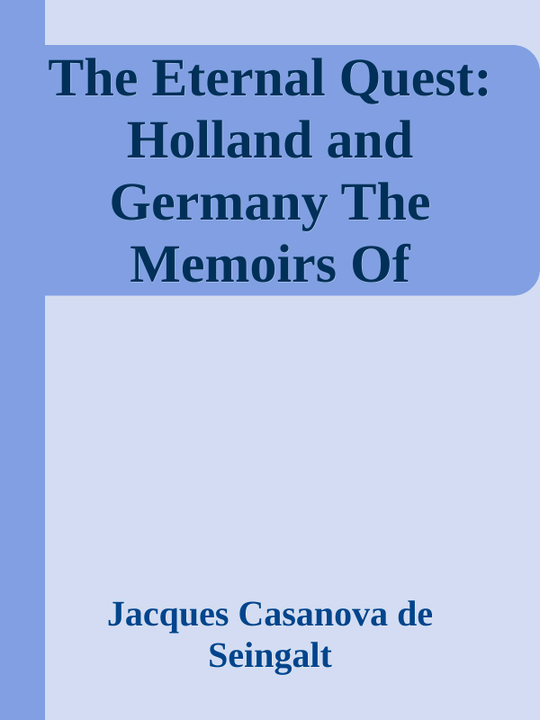 The Eternal Quest:
Holland and
Germany The
Memoirs Of
Jacques Casanova de
Seingalt